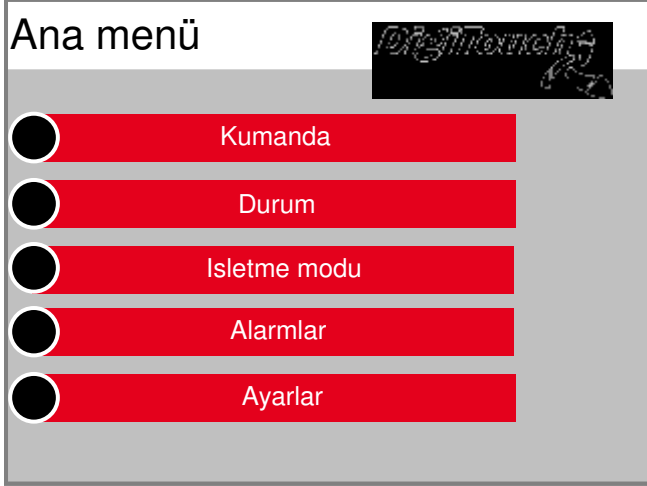 Ana menü
DigiTouch
Kumanda
Durum
Isletme modu
Alarmlar
Ayarlar